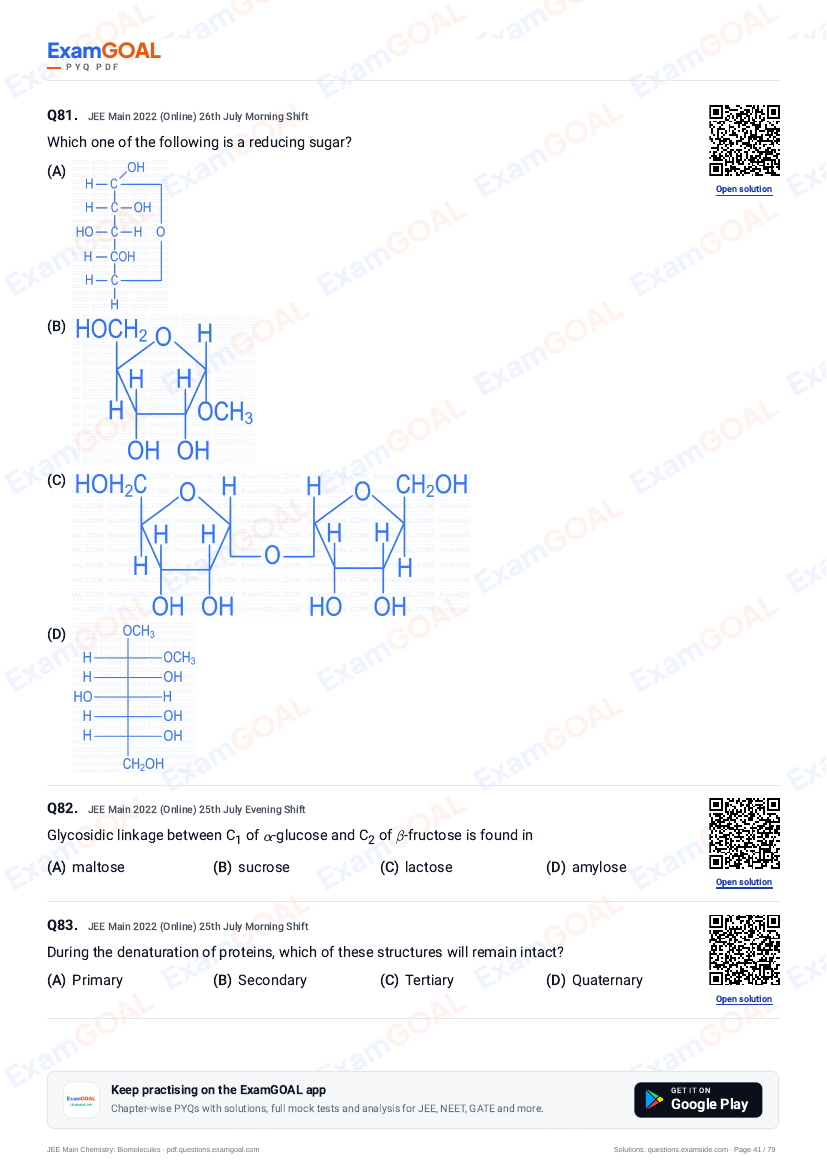 ExamGOAL
PYQ PDF
Q81. JEE Main 2022 (Online) 26th July Morning Shift
Which one of the following is a reducing sugar?
Open solution
(A)
OH
H C
H C OH
HO C H O
H COH
H C
H
(B)
HOCH₂ O H
H H
H OCH₃
OH OH
(C)
HOH₂C O H H O CH₂OH
H H H H
H O H
OH OH HO OH
(D)
OCH₃
H OCH₃
H OH
HO H
H OH
H OH
CH₂OH
Q82. JEE Main 2022 (Online) 25th July Evening Shift
Glycosidic linkage between C₁ of α-glucose and C₂ of β-fructose is found in
(A) maltose (B) sucrose (C) lactose (D) amylose
Open solution
Q83. JEE Main 2022 (Online) 25th July Morning Shift
During the denaturation of proteins, which of these structures will remain intact?
(A) Primary (B) Secondary (C) Tertiary (D) Quaternary
Open solution
ExamGOAL
Keep practising on the ExamGOAL app
Chapter-wise PYQs with solutions, full mock tests and analysis for JEE, NEET, GATE and more.
GET IT ON
Google Play
JEE Main Chemistry: Biomolecules · pdf.questions.examgoal.com
Solutions: questions.examside.com · Page 41 / 79